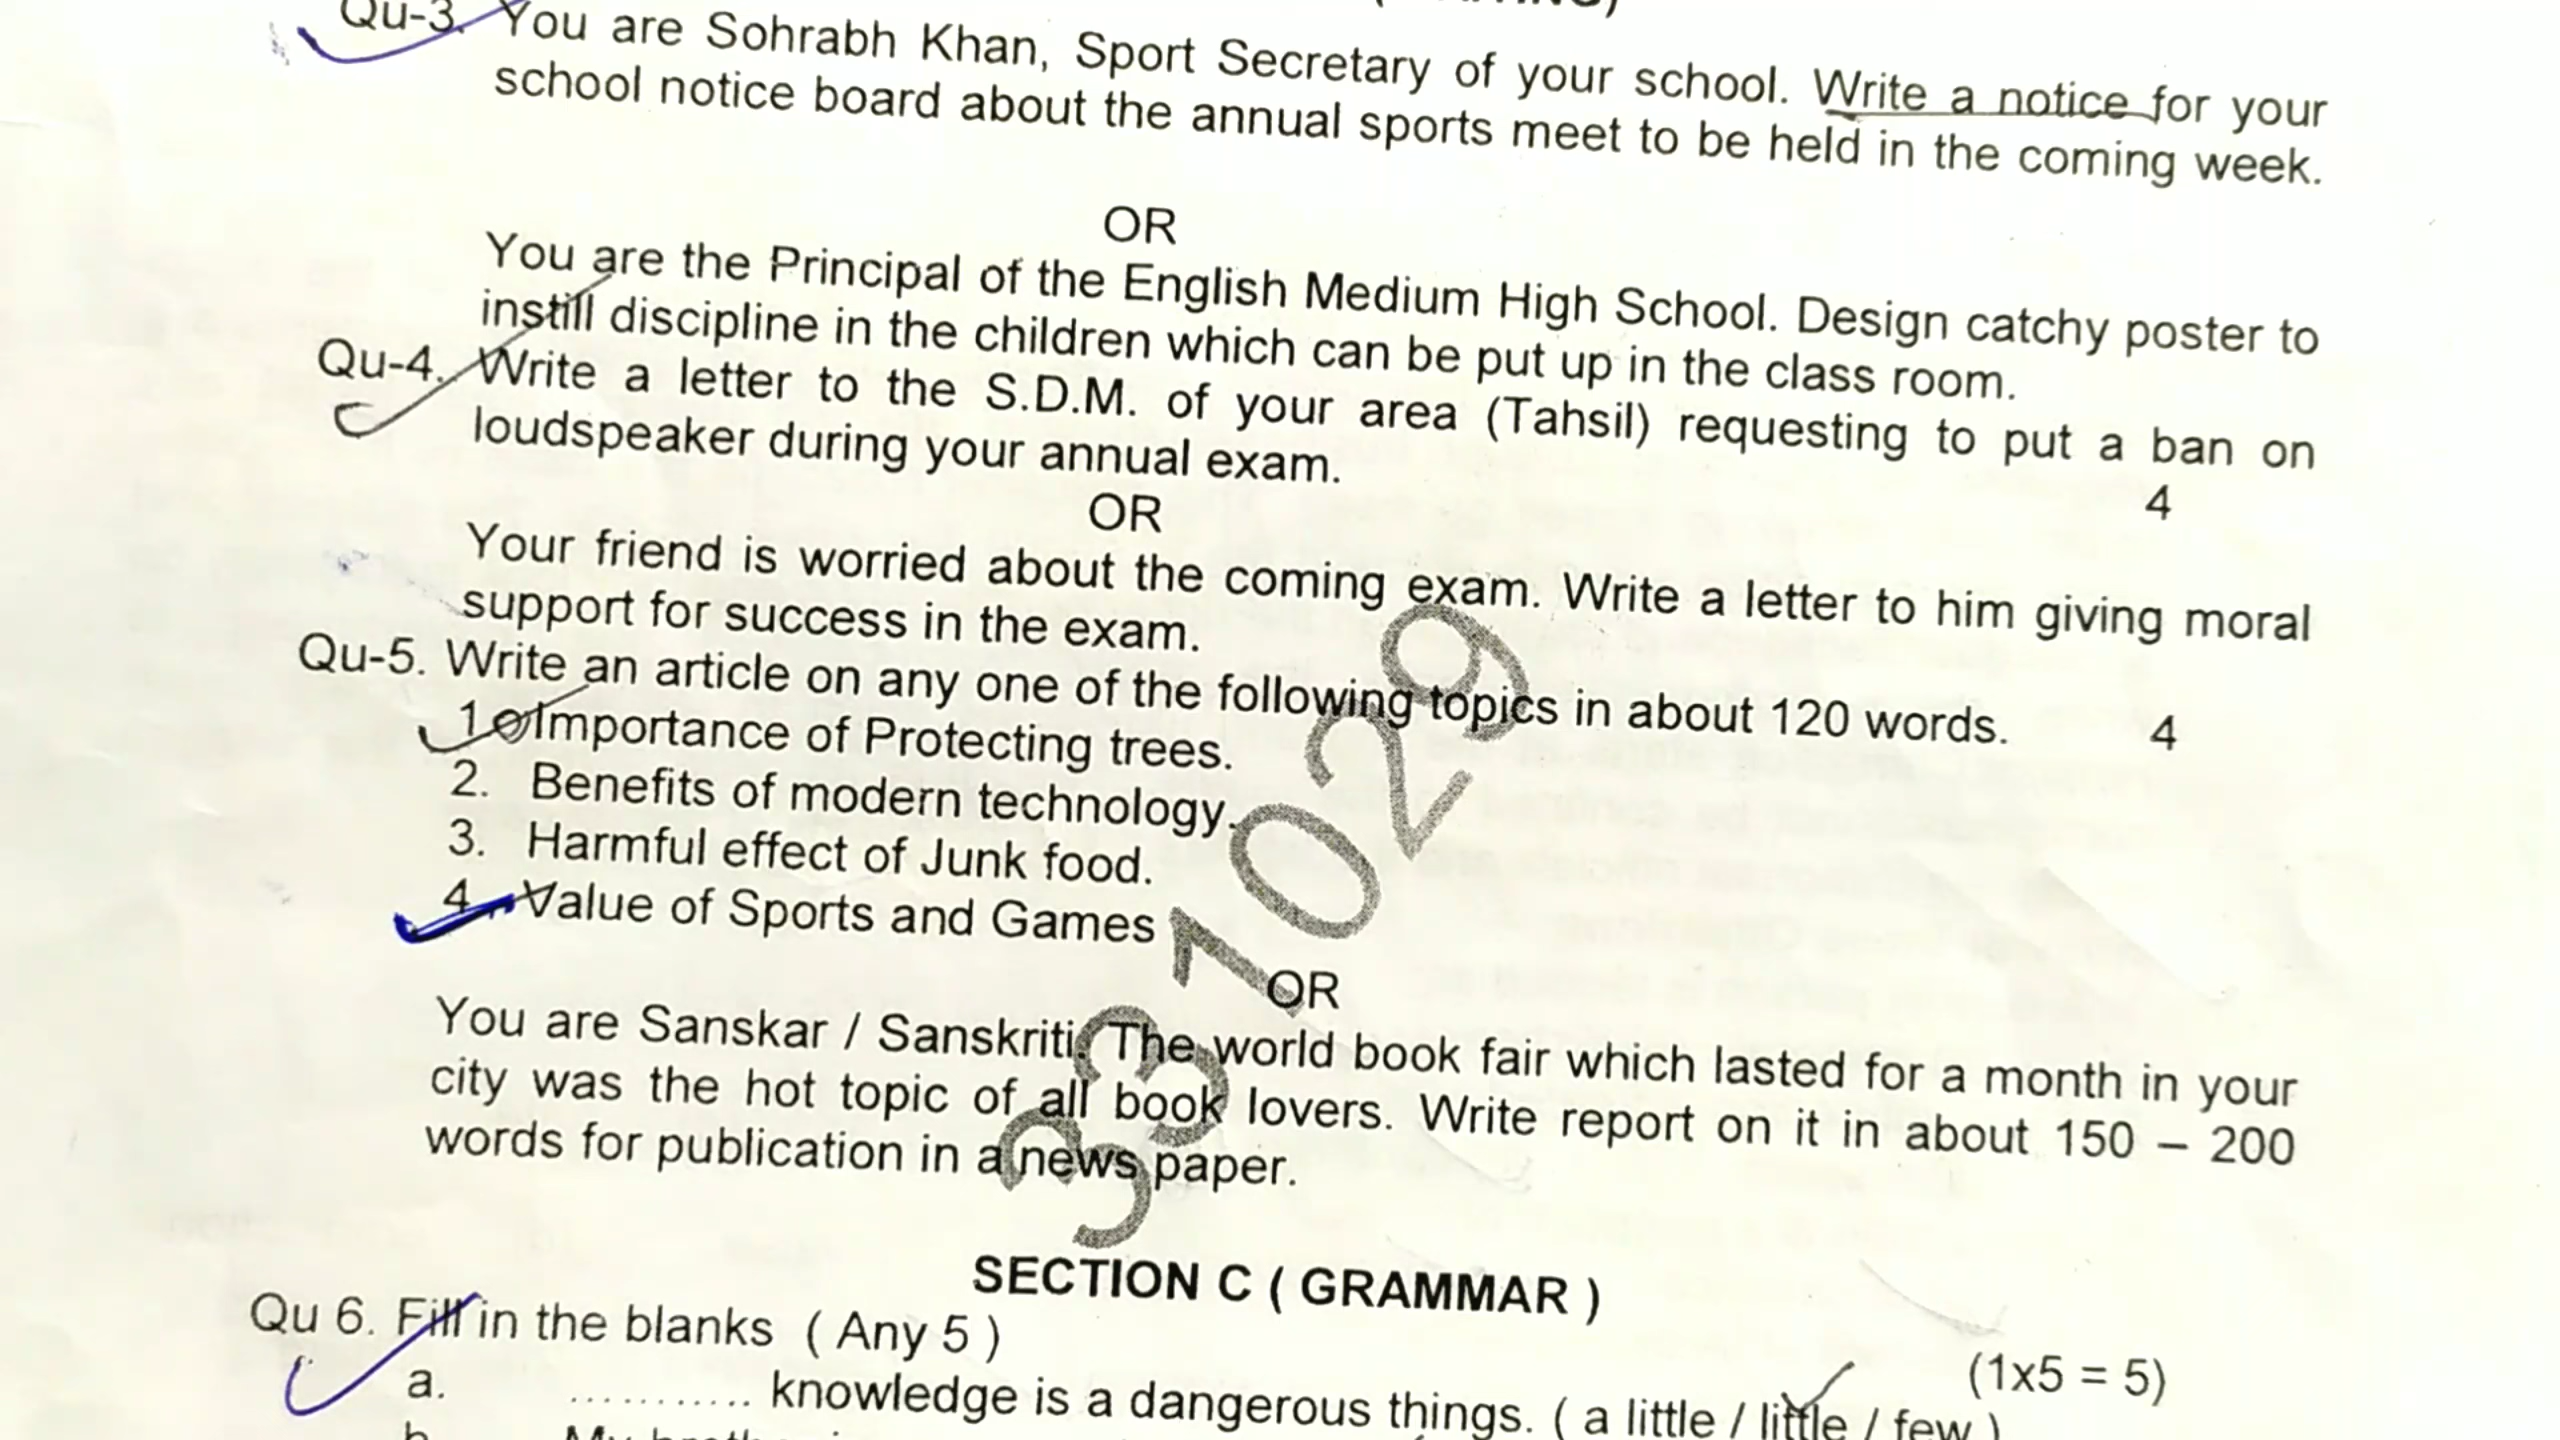 Qu-3. You are Sohrabh Khan, Sport Secretary of your school. Write a notice for your
school notice board about the annual sports meet to be held in the coming week.
OR
You are the Principal of the English Medium High School. Design catchy poster to
instill discipline in the children which can be put up in the class room.
Qu-4. Write a letter to the S.D.M. of your area (Tahsil) requesting to put a ban on
loudspeaker during your annual exam.
4
OR
Your friend is worried about the coming exam. Write a letter to him giving moral
support for success in the exam.
Qu-5. Write an article on any one of the following topics in about 120 words. 4
1. Importance of Protecting trees.
2. Benefits of modern technology.
3. Harmful effect of Junk food.
4. Value of Sports and Games
OR
You are Sanskar / Sanskriti. The world book fair which lasted for a month in your
city was the hot topic of all book lovers. Write report on it in about 150 – 200
words for publication in a news paper.
331029
SECTION C ( GRAMMAR )
Qu 6. Fill in the blanks ( Any 5 )
(1x5 = 5)
a. ........... knowledge is a dangerous things. ( a little / little / few )
b. My